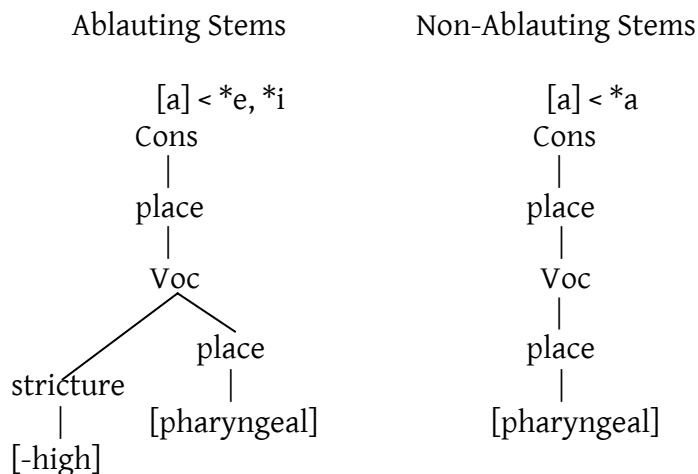 Ablauting Stems Non-Ablauting Stems
[a] < *e, *i [a] < *a
Cons Cons
place place
Voc Voc
place place
stricture
[pharyngeal] [pharyngeal]
[-high]